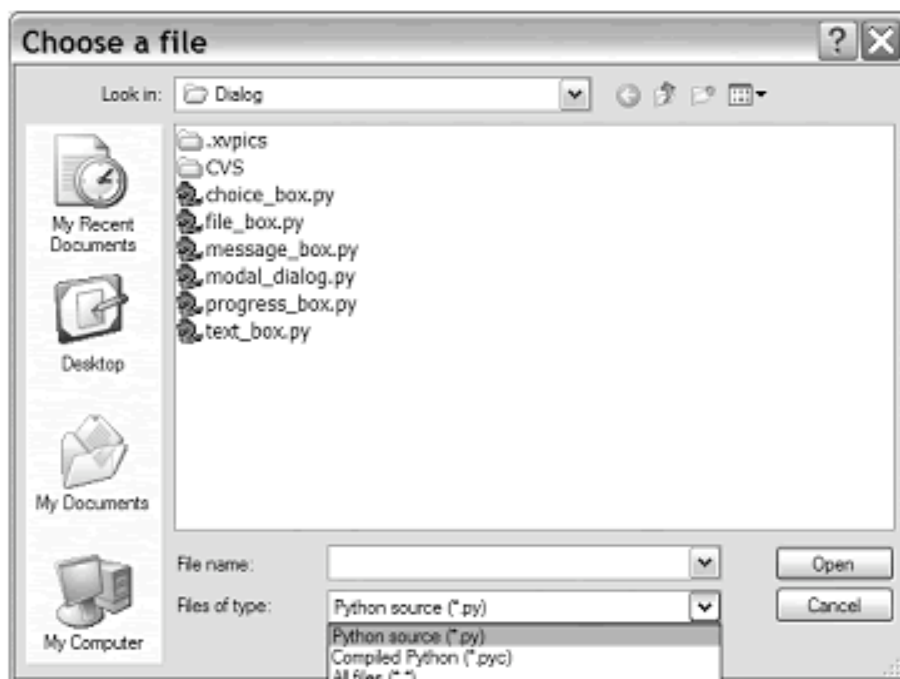 Choose a file
Look in: Dialog
.xvpics
CVS
choice_box.py
file_box.py
message_box.py
modal_dialog.py
progress_box.py
text_box.py
My Recent
Documents
Desktop
My Documents
My Computer
File name:
Open
Files of type: Python source (*.py)
Cancel
Python source (*.py)
Compiled Python (*.pyc)
All files (*.*)